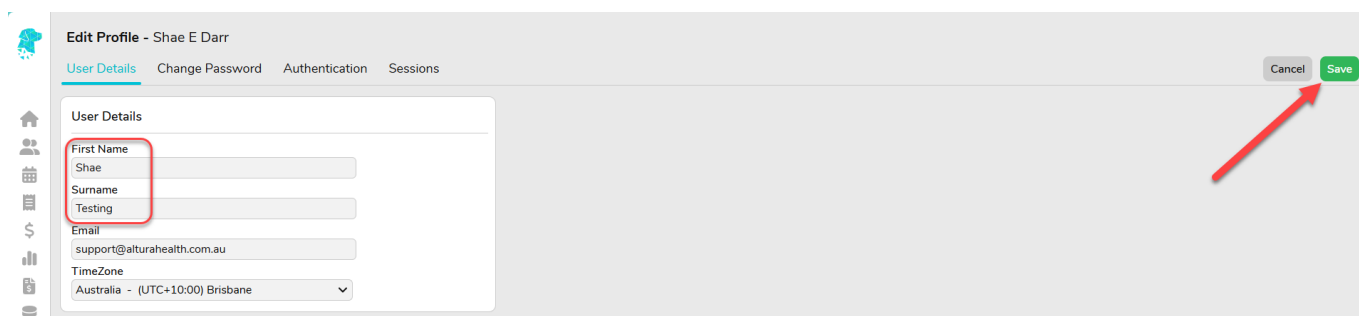 Edit Profile - Shae E Darr
User Details Change Password Authentication Sessions
Cancel Save
User Details
First Name
Shae
Surname
Testing
Email
support@alturahealth.com.au
TimeZone
Australia - (UTC+10:00) Brisbane